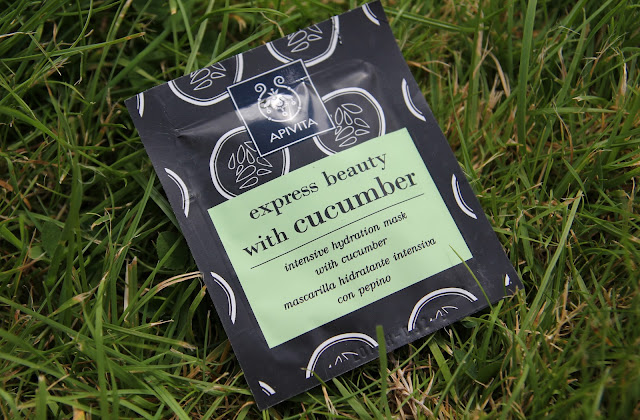 APIVITA
express beauty
with cucumber
intensive hydration mask
with cucumber
mascarilla hidratante intensiva
con pepino